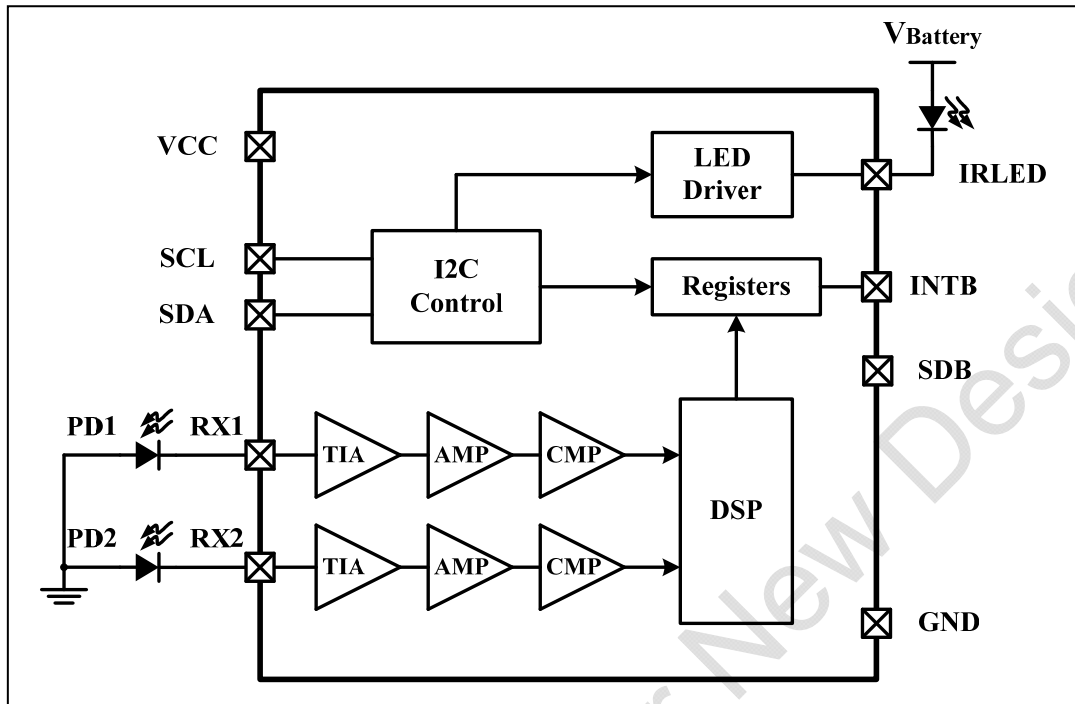 VBattery
VCC
LED
Driver
IRLED
SCL
I2C
Control
Registers
INTB
SDA
SDB
PD1
RX1
TIA
AMP
CMP
DSP
PD2
RX2
TIA
AMP
CMP
GND
New